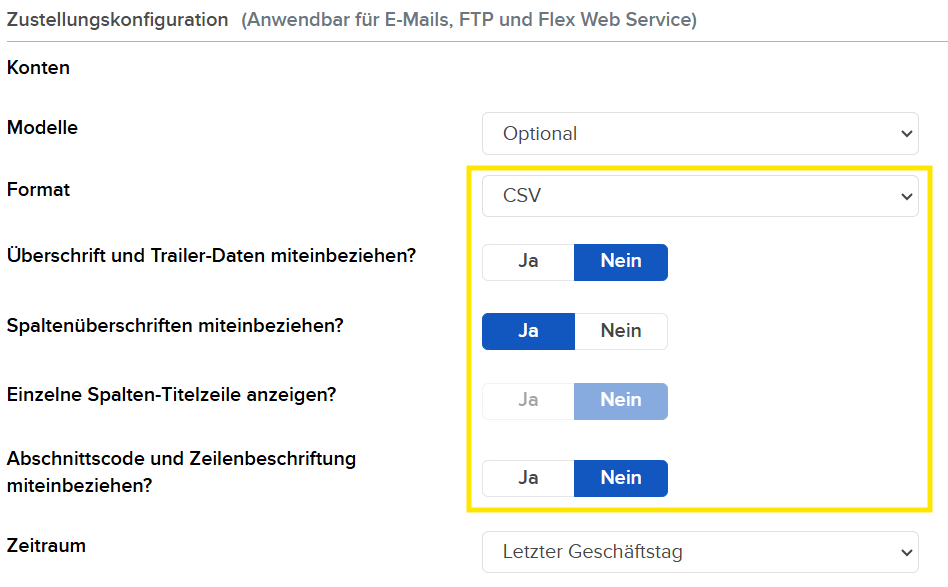 Zustellungskonfiguration (Anwendbar für E-Mails, FTP und Flex Web Service)
Konten
Modelle Optional
Format CSV
Überschrift und Trailer-Daten miteinbeziehen? Ja Nein
Spaltenüberschriften miteinbeziehen? Ja Nein
Einzelne Spalten-Titelzeile anzeigen? Ja Nein
Abschnittscode und Zeilenbeschriftung
miteinbeziehen? Ja Nein
Zeitraum Letzter Geschäftstag